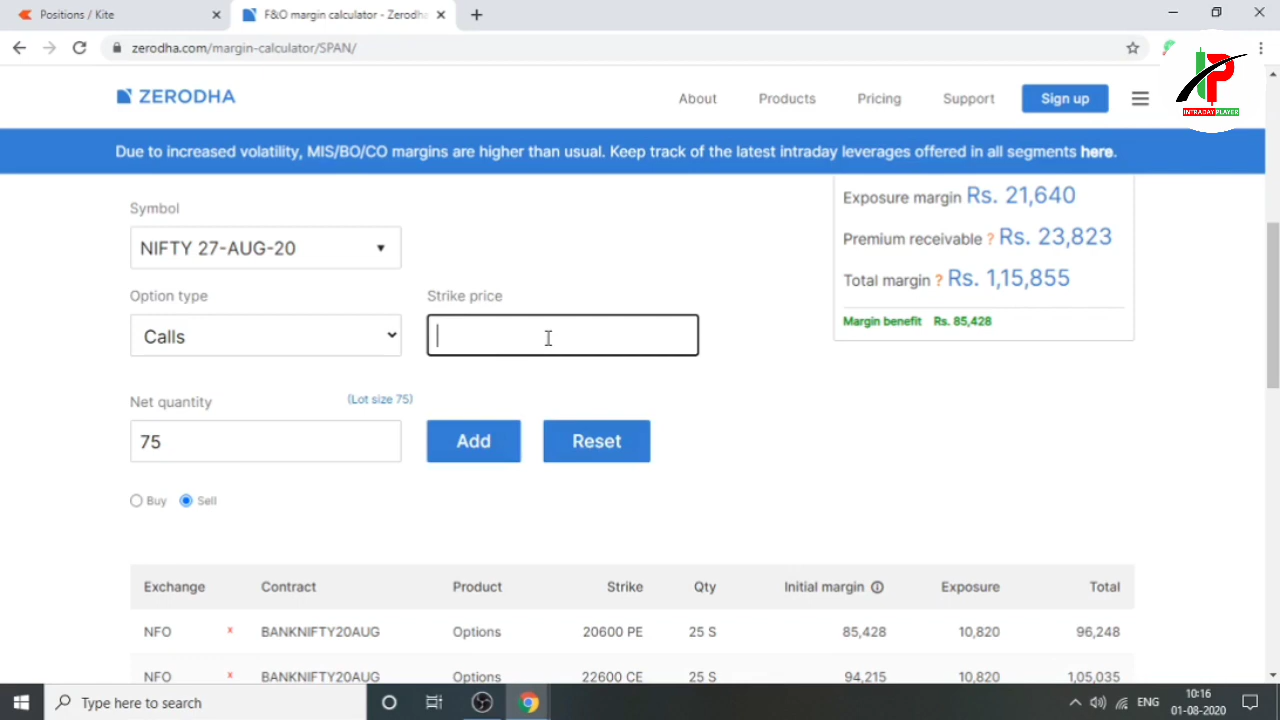 Positions / Kite
F&O margin calculator - Zerodha
zerodha.com/margin-calculator/SPAN/
ZERODHA
About
Products
Pricing
Support
Sign up
IP
INTRADAY PLAYER
Due to increased volatility, MIS/BO/CO margins are higher than usual. Keep track of the latest intraday leverages offered in all segments here.
Symbol
NIFTY 27-AUG-20
Option type
Strike price
Calls
Net quantity
(Lot size 75)
75
Add
Reset
Buy
Sell
Exposure margin Rs. 21,640
Premium receivable ? Rs. 23,823
Total margin ? Rs. 1,15,855
Margin benefit Rs. 85,428
Exchange Contract Product Strike Qty Initial margin Exposure Total
NFO x BANKNIFTY20AUG Options 20600 PE 25 S 85,428 10,820 96,248
NFO x BANKNIFTY20AUG Options 22600 CE 25 S 94,215 10,820 1,05,035
Type here to search
ENG
10:16
01-08-2020